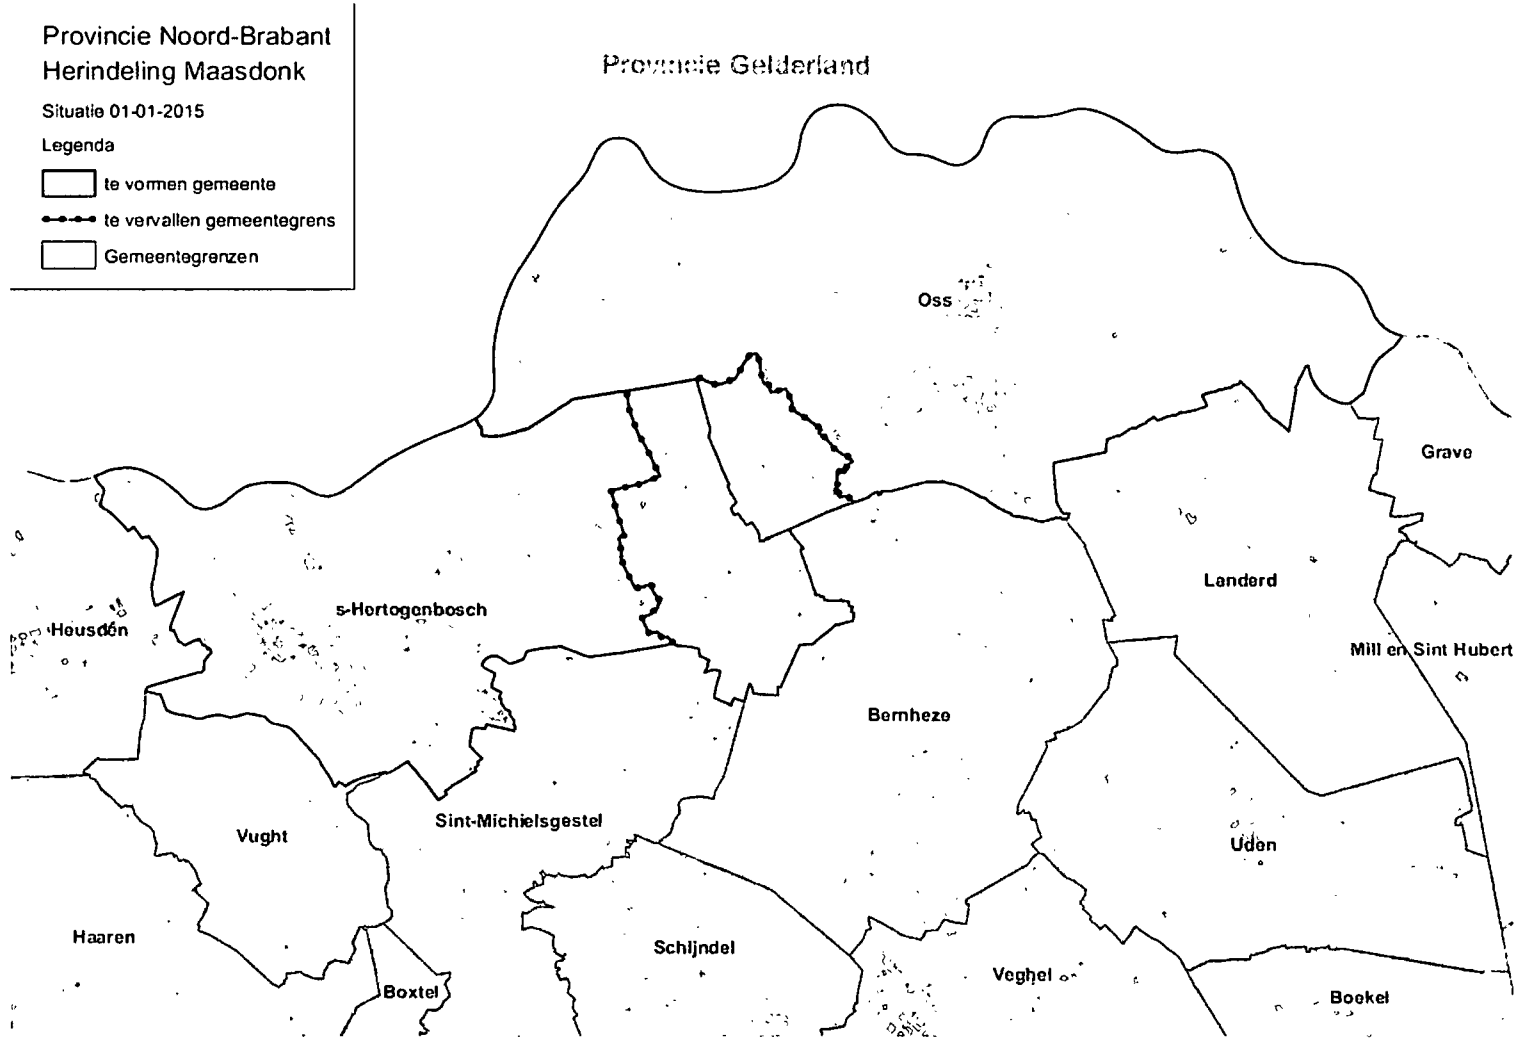 Provincie Noord-Brabant
Herindeling Maasdonk
Situatie 01-01-2015
Legenda
te vormen gemeente
te vervallen gemeentegrens
Gemeentegrenzen
Provincie Gelderland
Oss
Grave
Landerd
s-Hertogenbosch
Heusden
Mill en Sint Hubert
Bernheze
Sint-Michielsgestel
Vught
Uden
Haaren
Schijndel
Veghel
Boxtel
Boekel